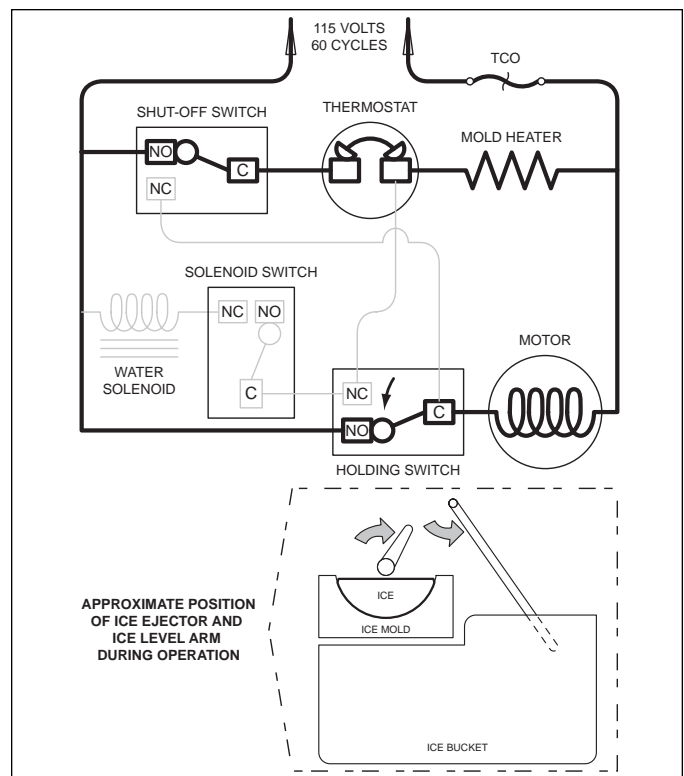 115 VOLTS
60 CYCLES
TCO
SHUT-OFF SWITCH
THERMOSTAT
MOLD HEATER
NO
C
NC
SOLENOID SWITCH
NC
NO
MOTOR
WATER
SOLENOID
C
NC
C
NO
HOLDING SWITCH
APPROXIMATE POSITION
OF ICE EJECTOR AND
ICE LEVEL ARM
DURING OPERATION
ICE
ICE MOLD
ICE BUCKET